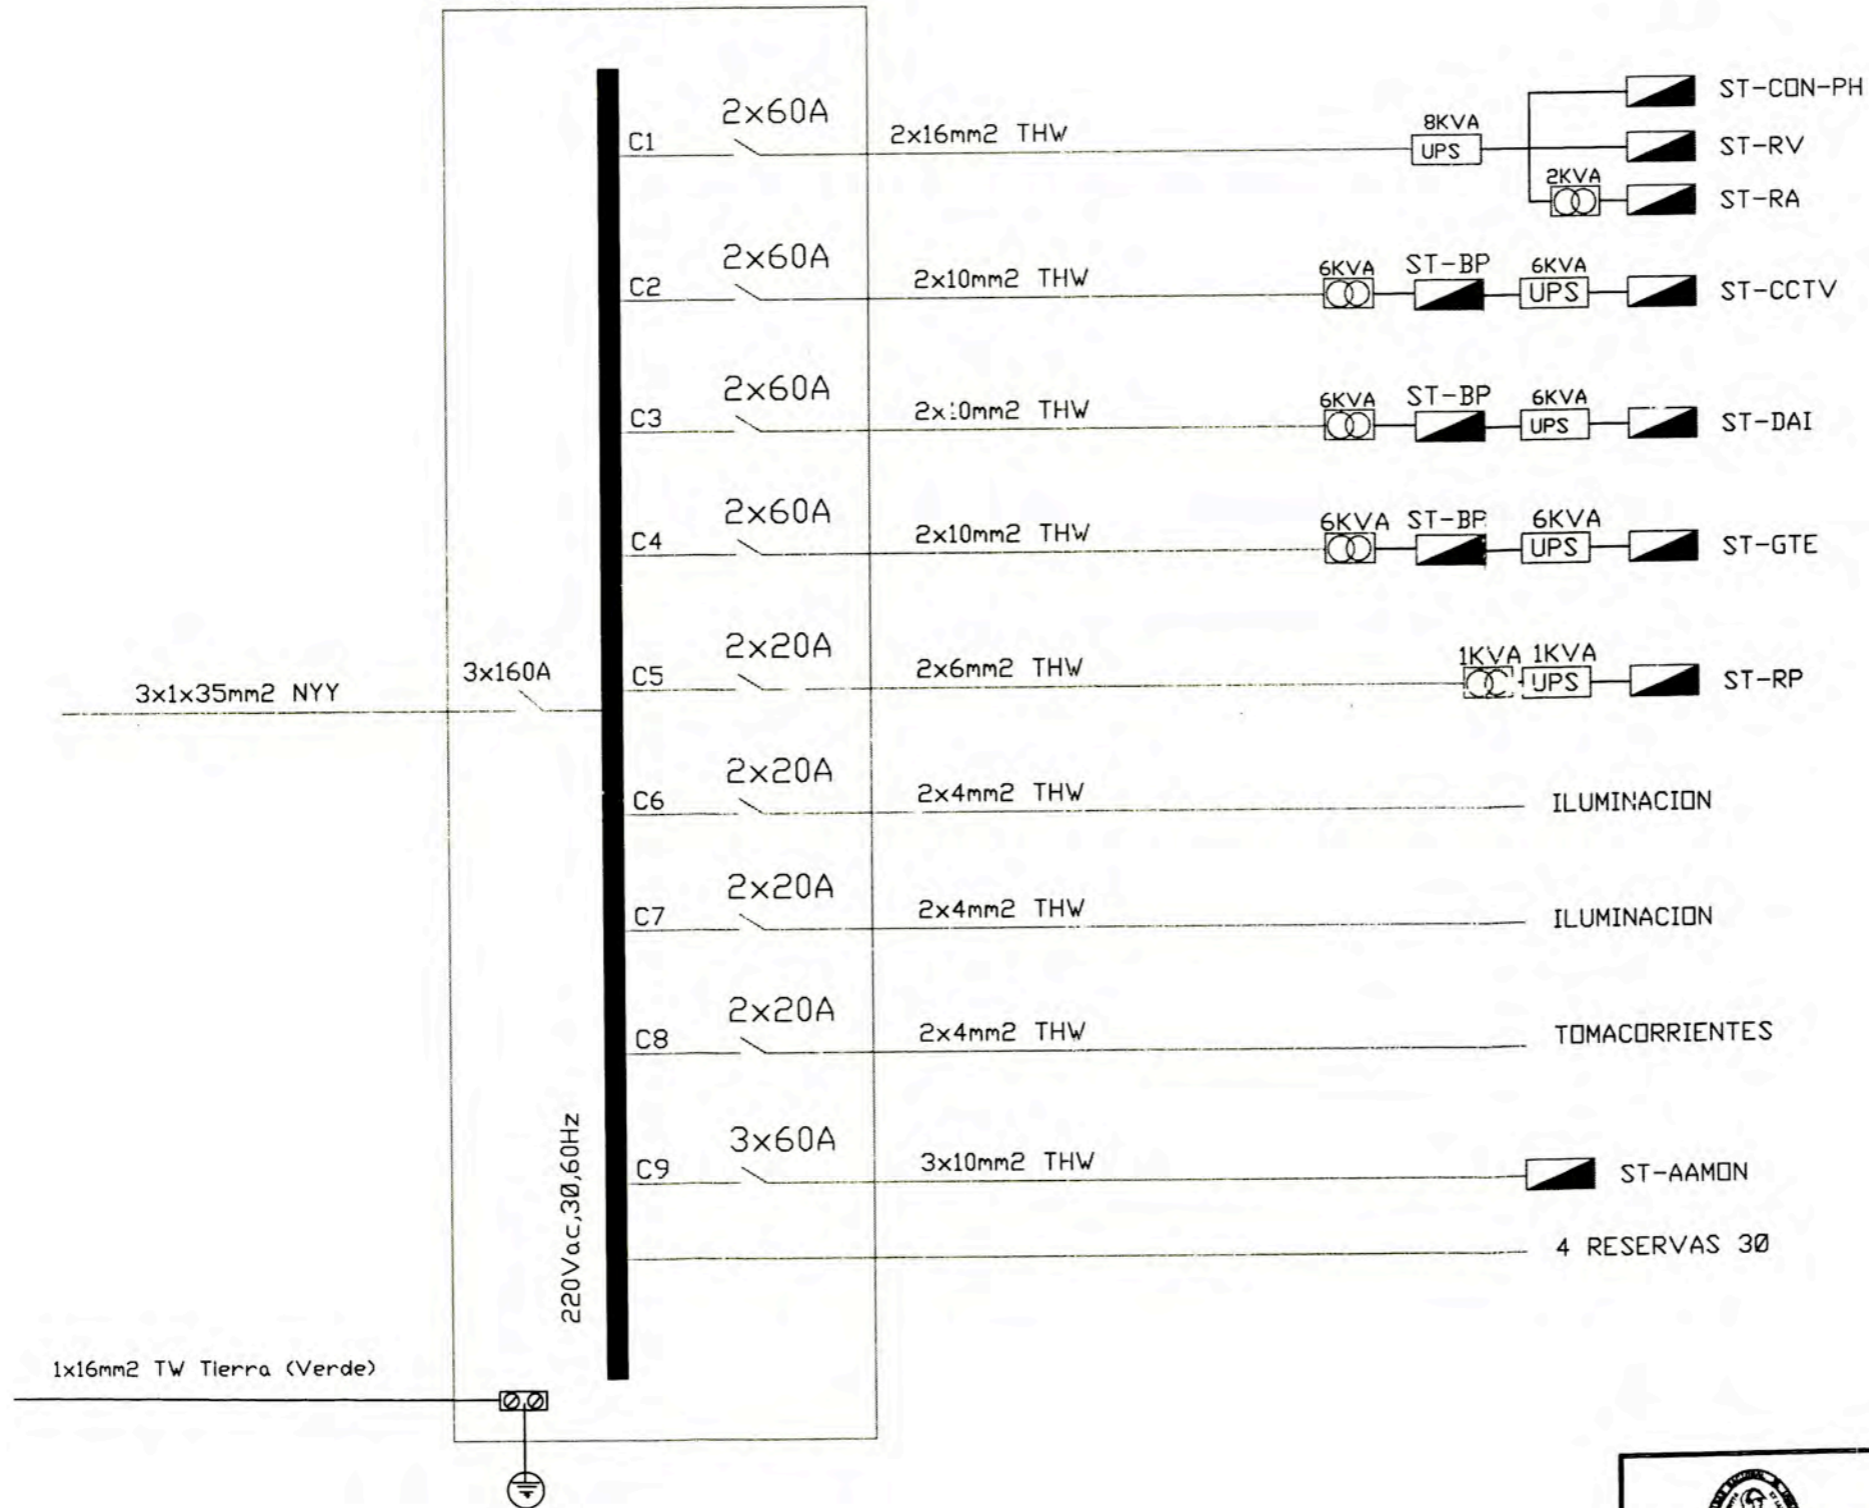 2x60A
C1
2x16mm2 THW
8KVA
UPS
ST-CON-PH
ST-RV
2KVA
ST-RA
2x60A
C2
2x10mm2 THW
6KVA
ST-BP
6KVA
UPS
ST-CCTV
2x60A
C3
mm2 THW
6KVA
ST-BP
6KVA
UPS
ST-DAI
2x60A
C4
2x10mm2 THW
6KVA
ST-BP
6KVA
UPS
ST-GTE
3x1x35mm2 NYY
3x160A
2x20A
C5
2x6mm2 THW
1KVA
1KVA
UPS
ST-RP
2x20A
C6
2x4mm2 THW
ILUMINACION
2x20A
C7
2x4mm2 THW
ILUMINACION
2x20A
C8
2x4mm2 THW
TOMACORRIENTES
3x60A
C9
3x10mm2 THW
ST-AAMON
4 RESERVAS 3Ø
220Vac,3Ø,60Hz
1x16mm2 TW Tierra (Verde)